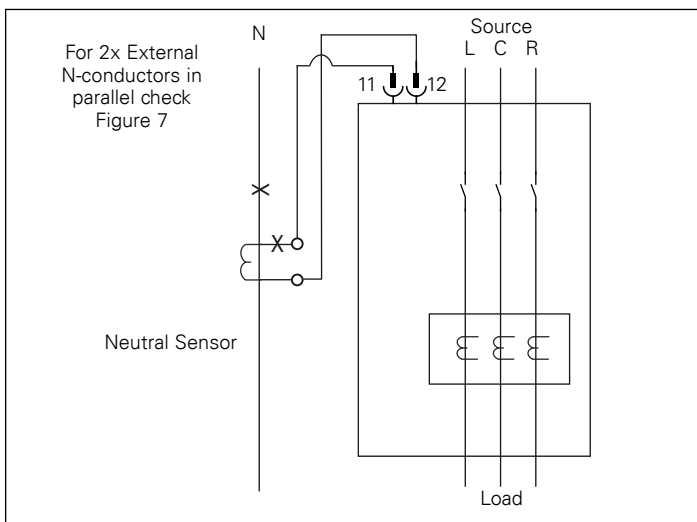 N
Source
L C R
For 2x External
N-conductors in
parallel check
Figure 7
11 12
X
X
Neutral Sensor
Load